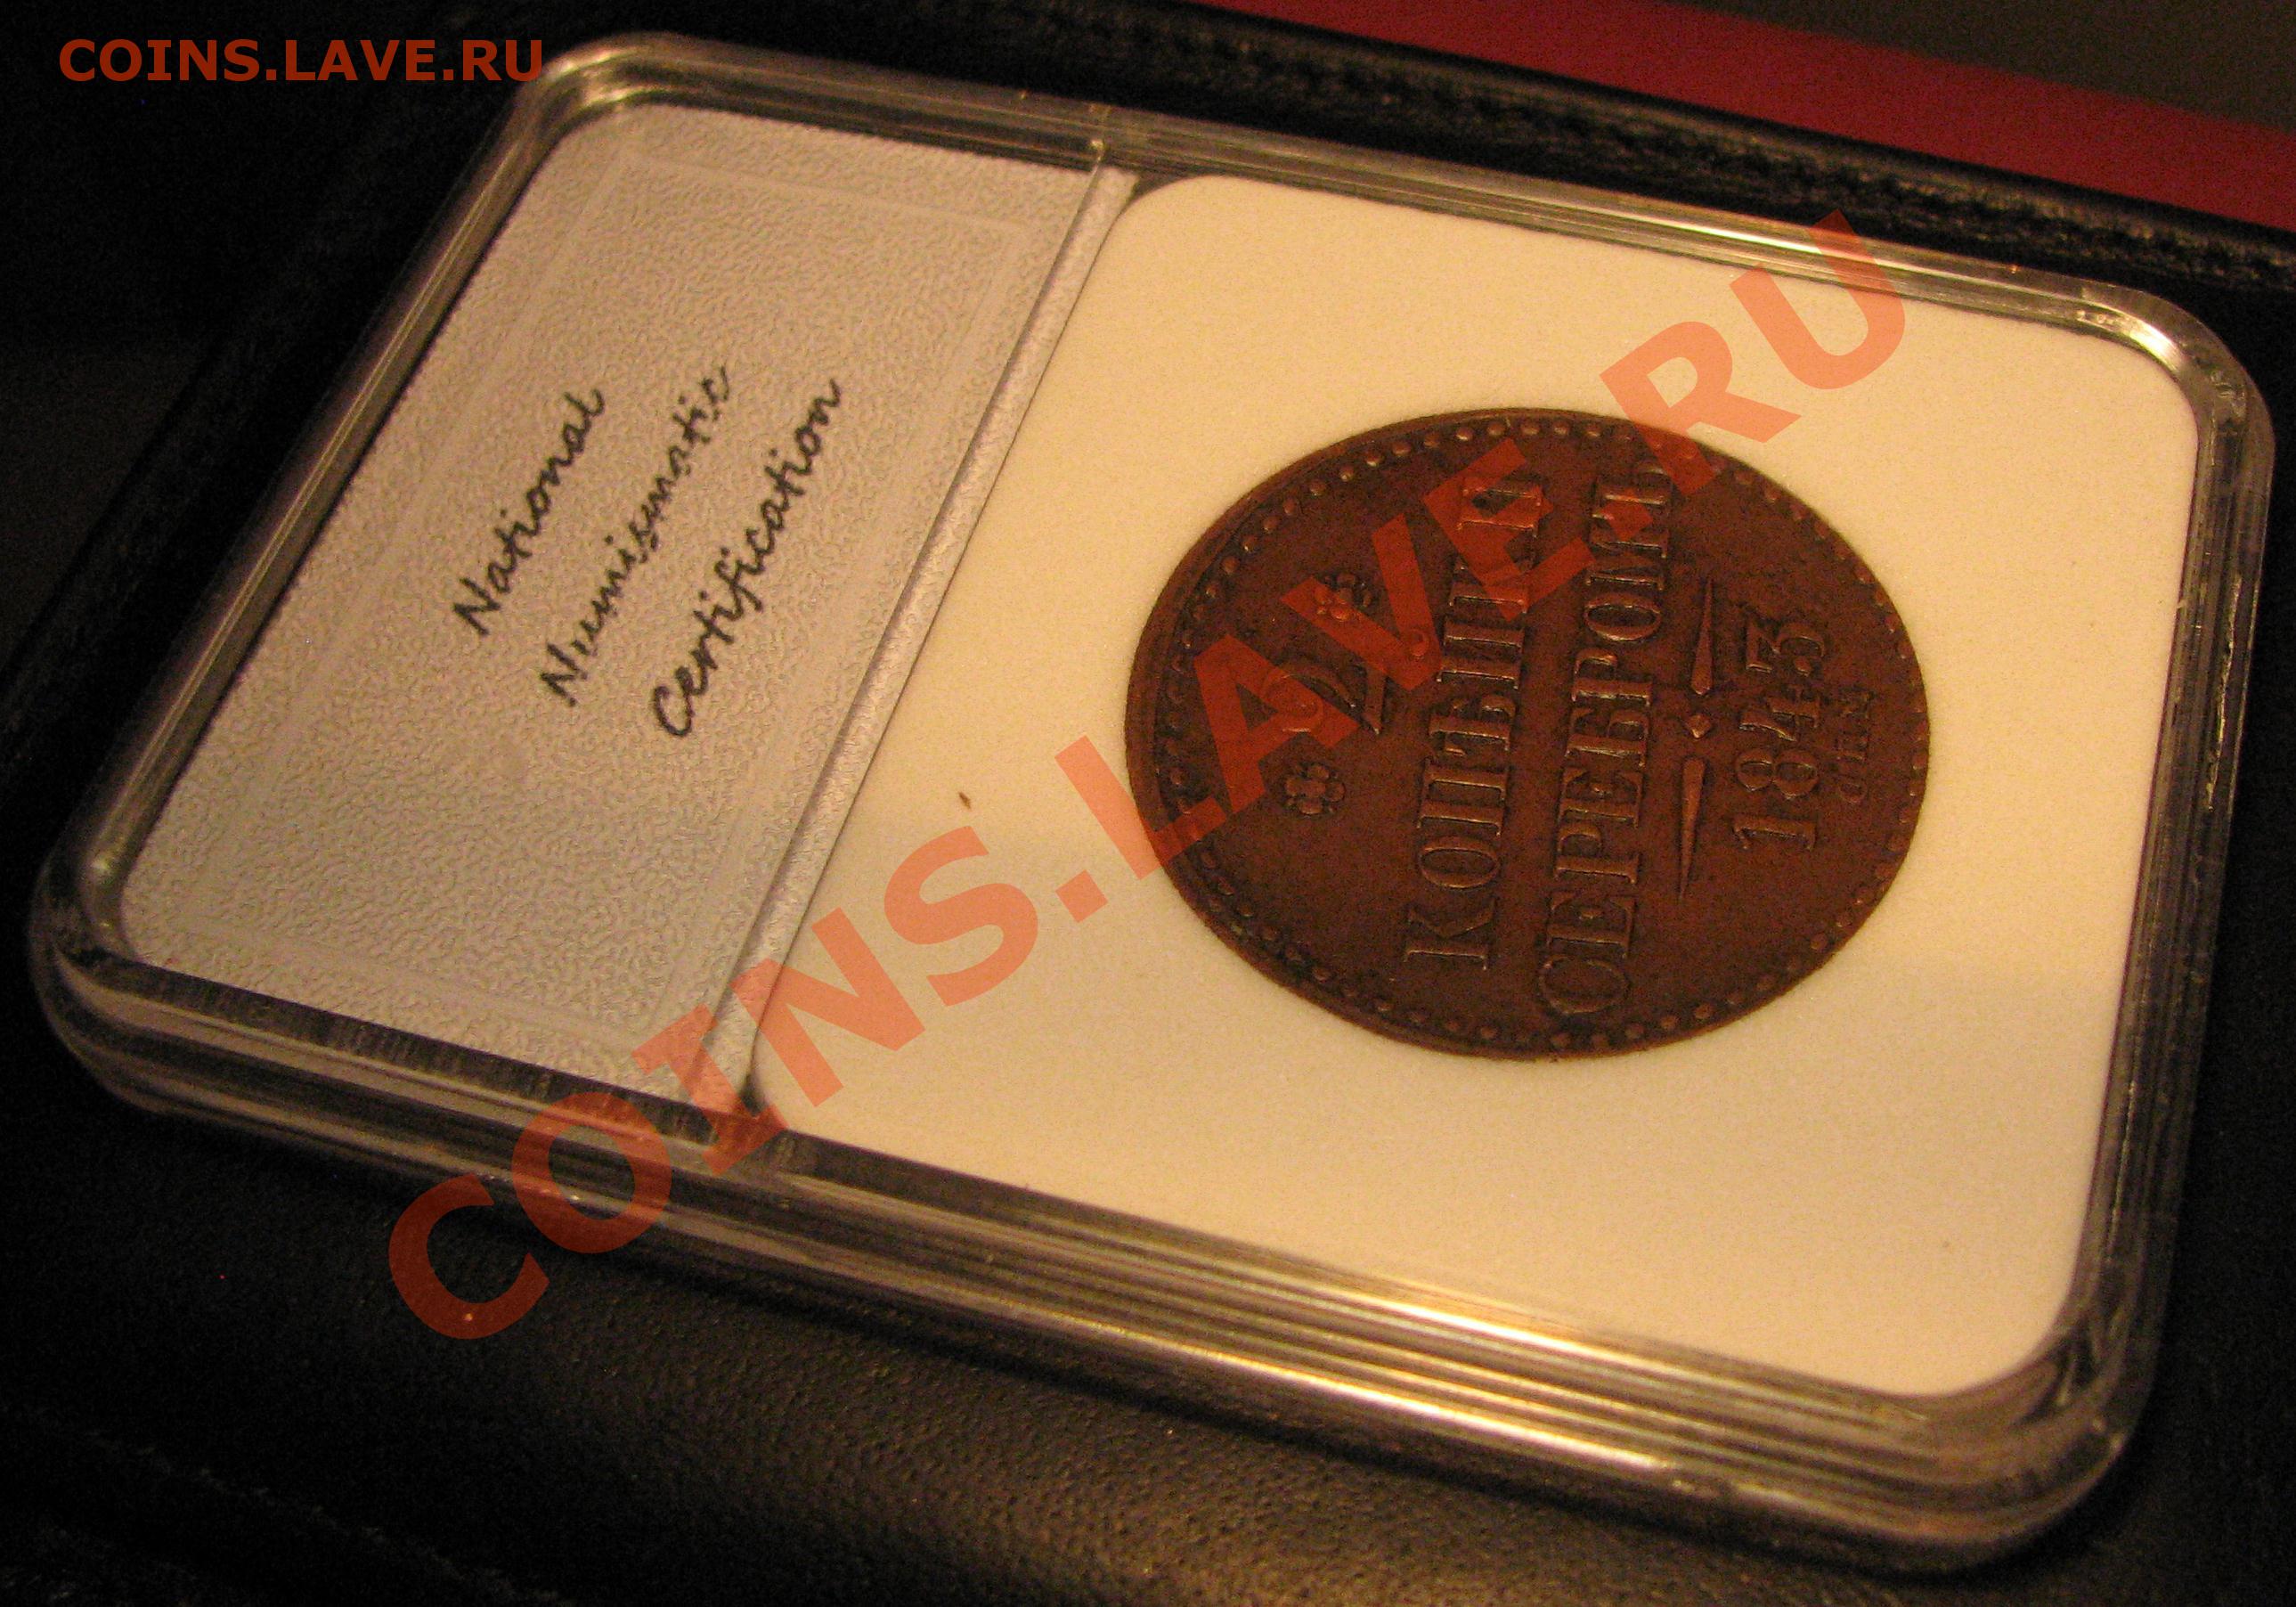 COINS.LAVE.RU
National
Numismatic
Certification
2
КОПѢЙКИ
СЕРЕБРОМЪ
1843
COINS.LAVE.RU